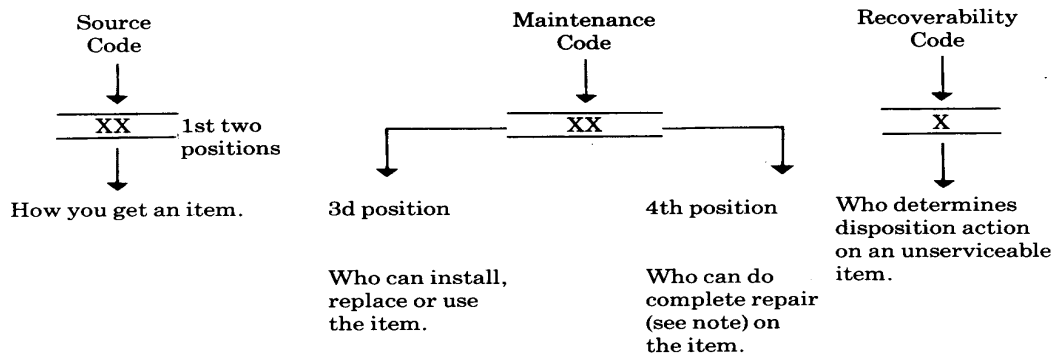 Source
Code
XX
1st two
positions
How you get an item.
Maintenance
Code
XX
3d position
Who can install,
replace or use
the item.
4th position
Who can do
complete repair
(see note) on
the item.
Recoverability
Code
X
Who determines
disposition action
on an unserviceable
item.